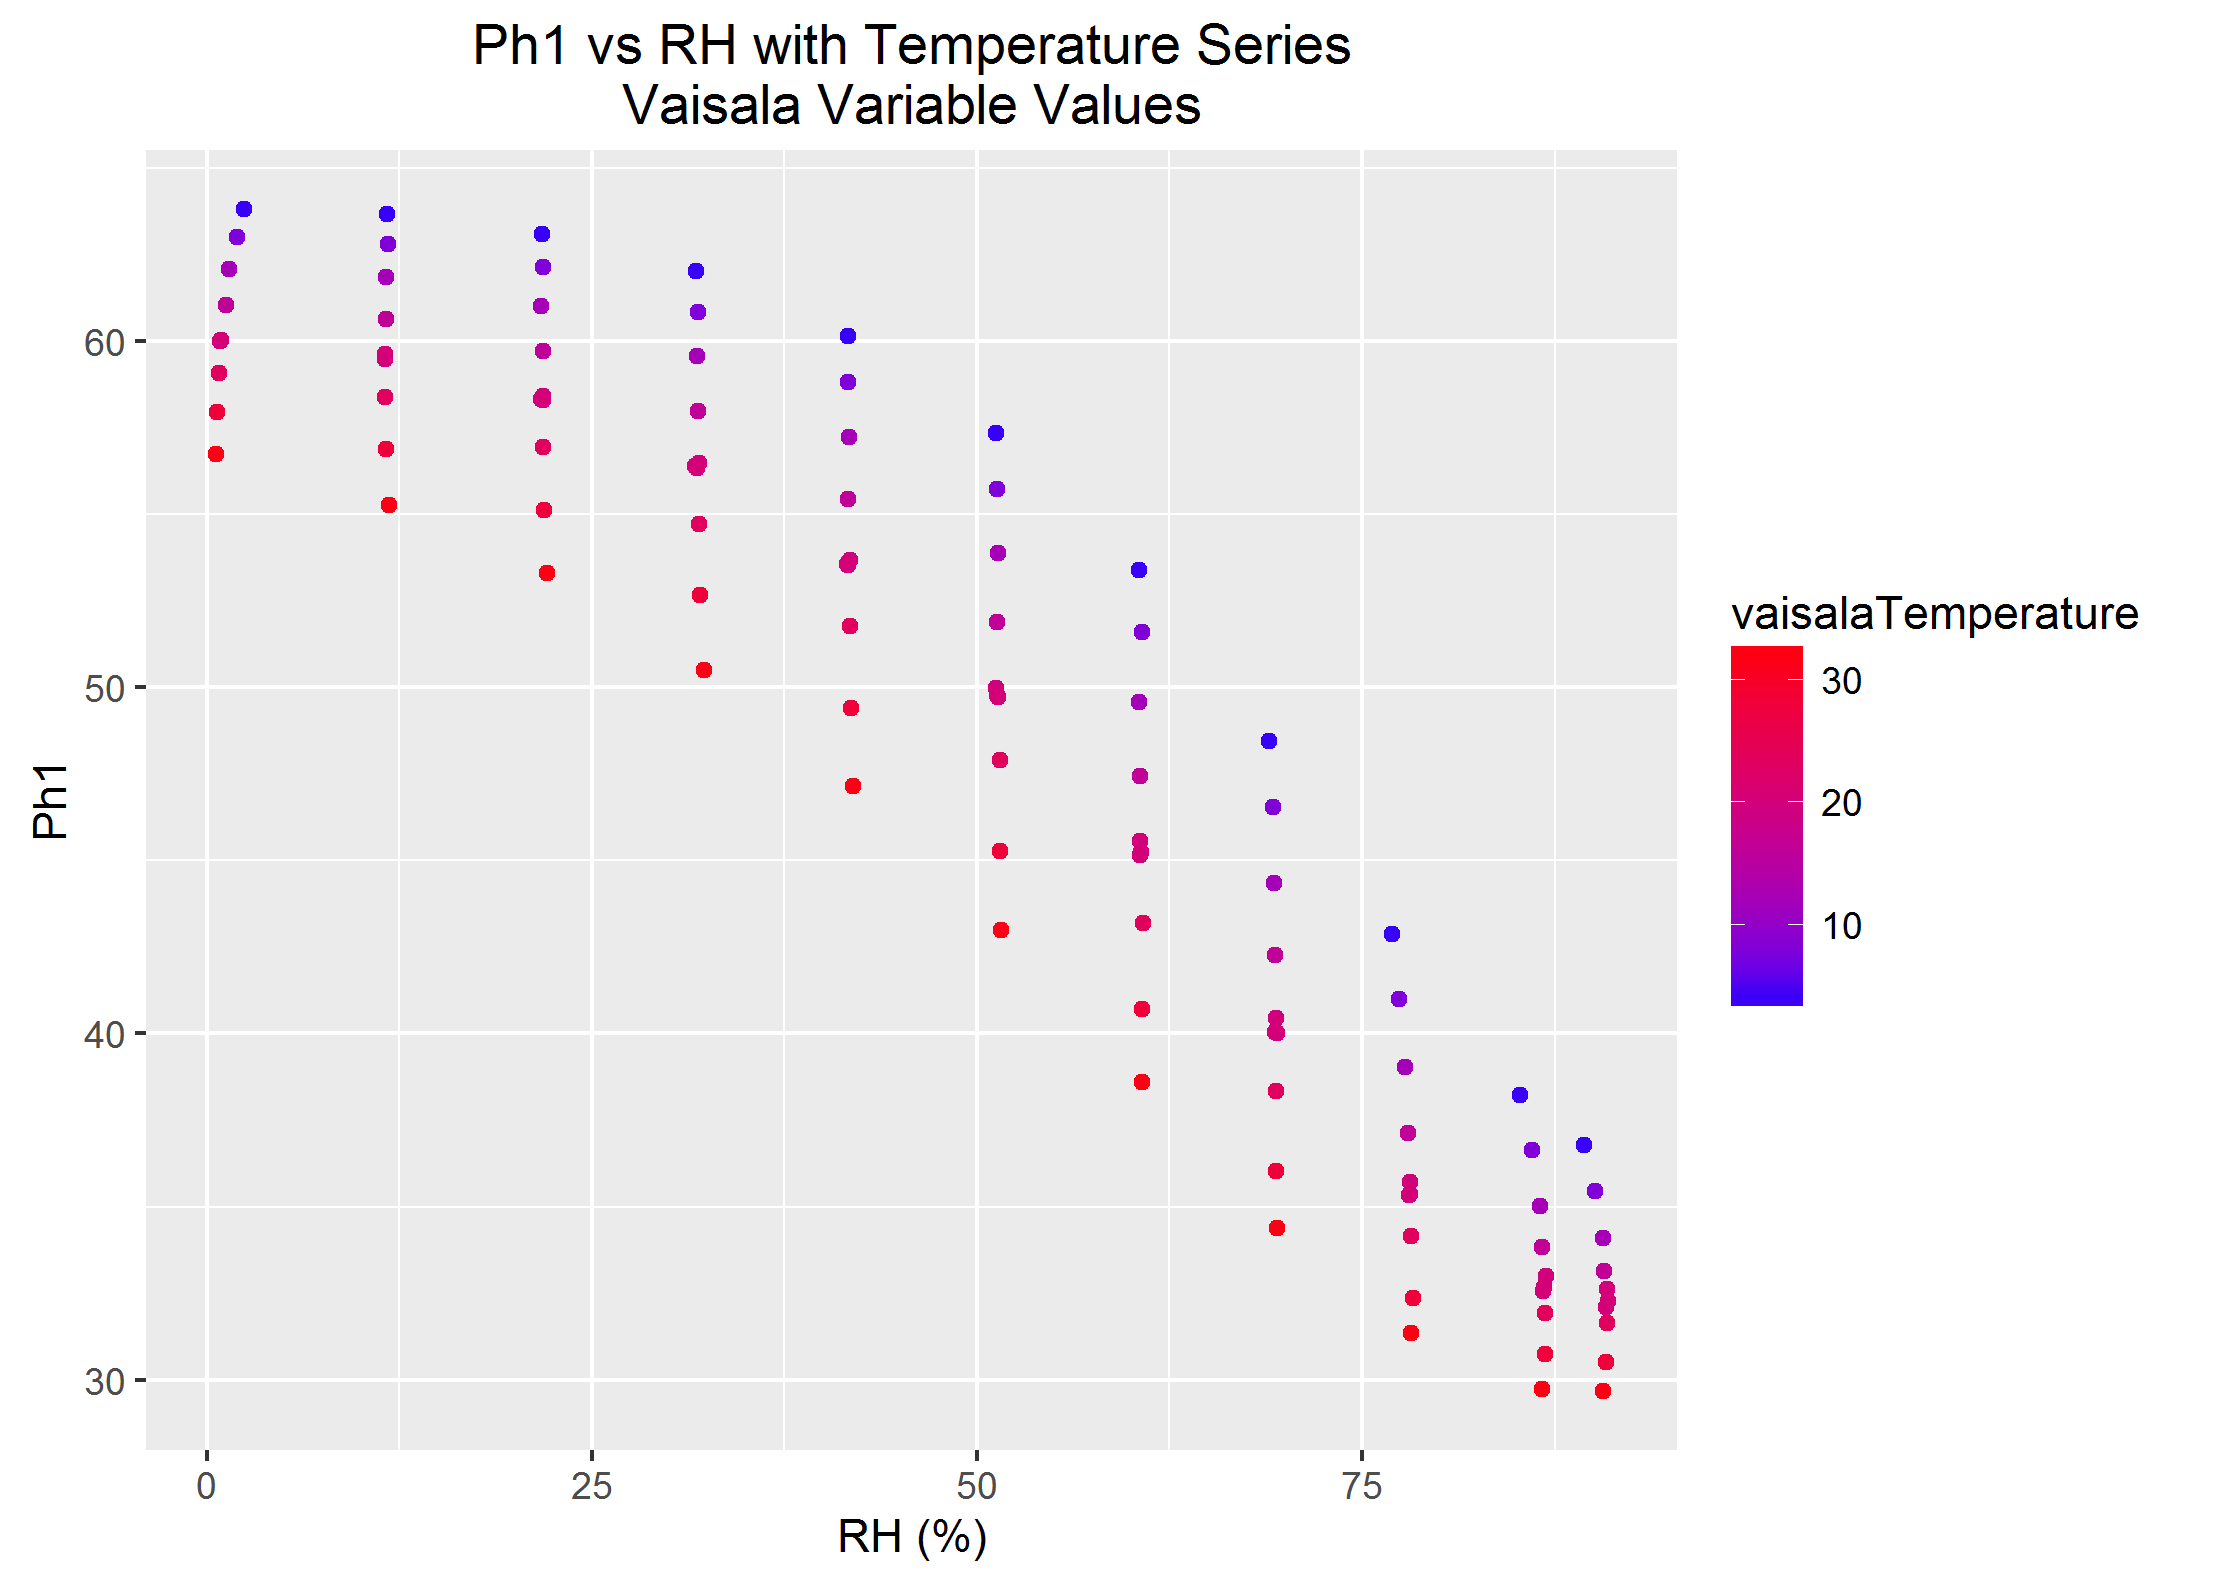 Ph1 vs RH with Temperature Series
Vaisala Variable Values
60
50
40
30
Ph1
0 25 50 75
RH (%)
vaisalaTemperature
30
20
10